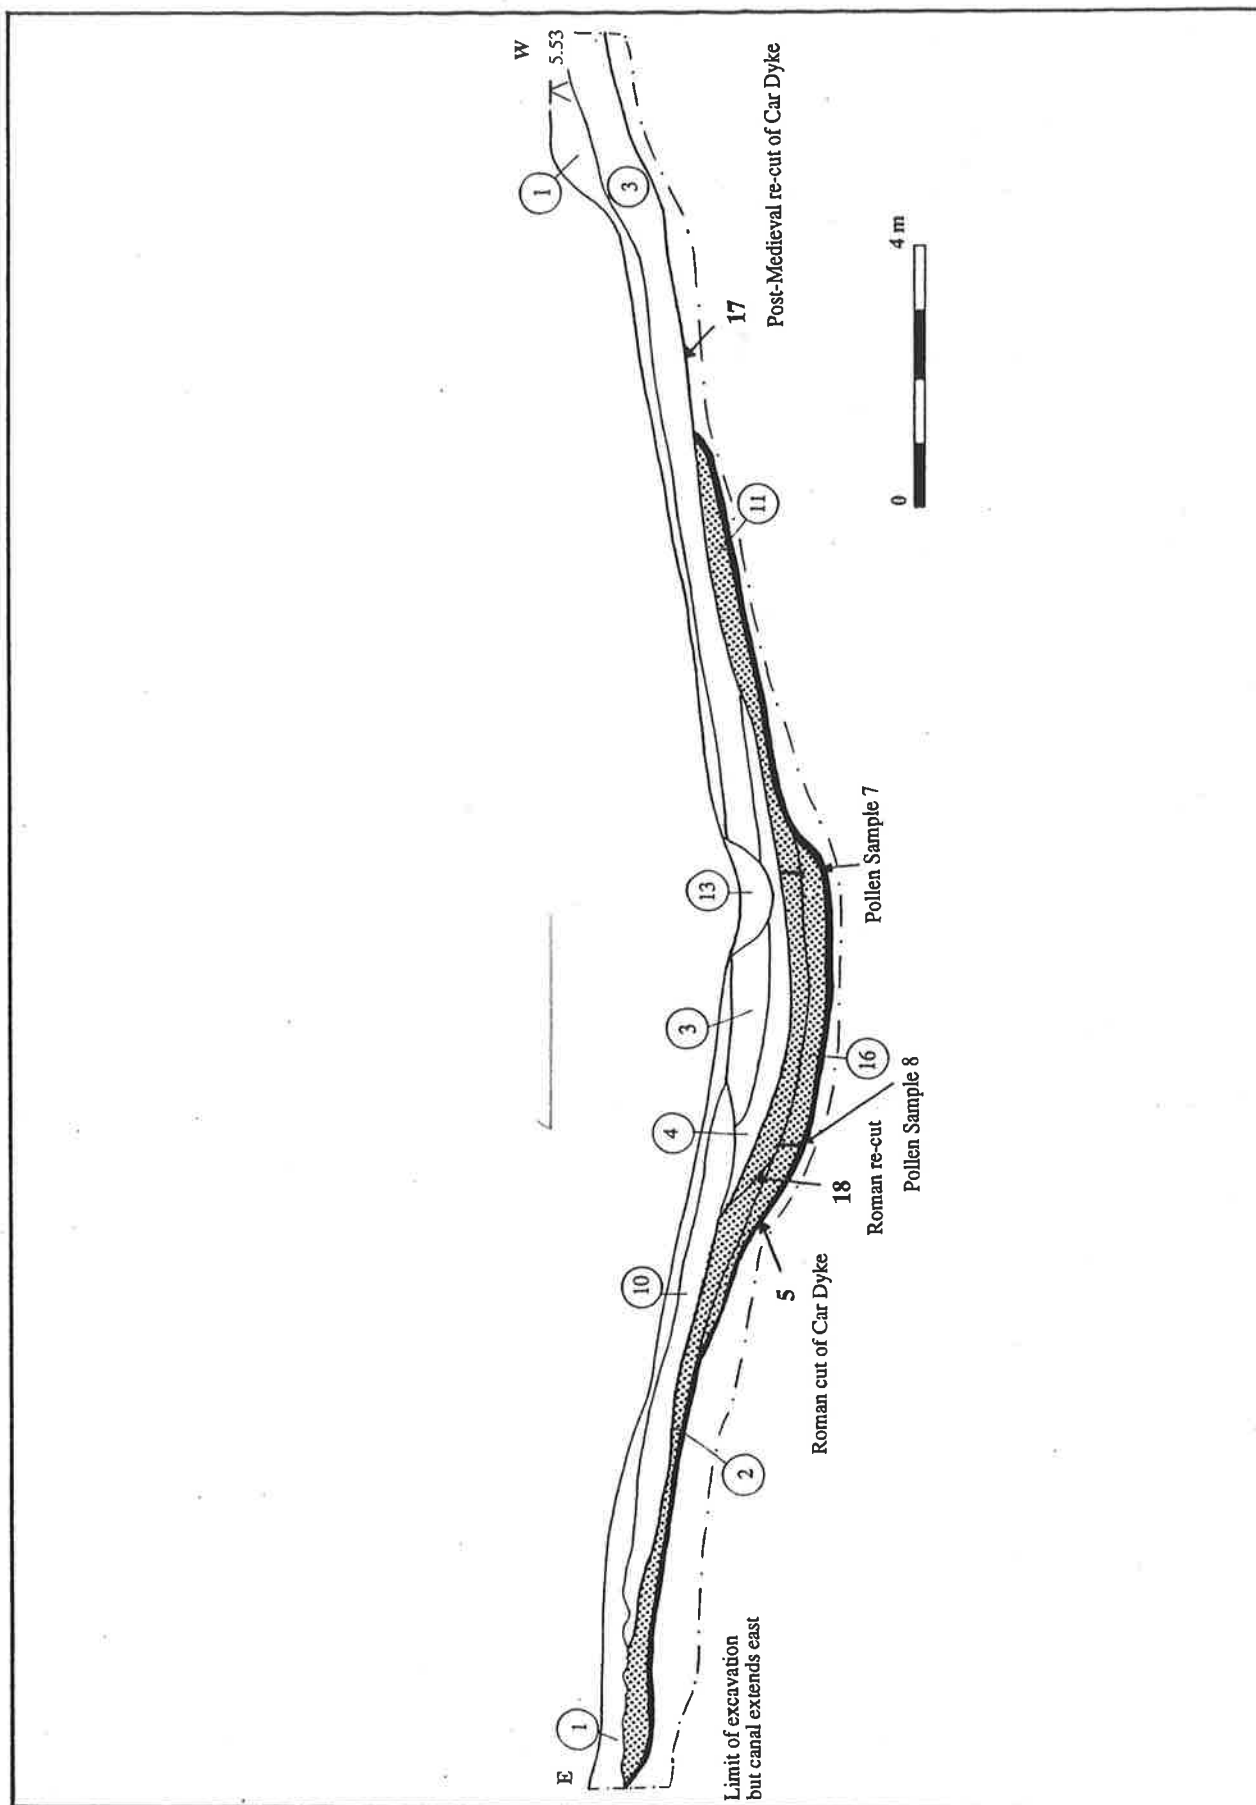 E
W
5.53
1
1
3
10
4
3
13
2
11
16
5
Roman cut of Car Dyke
18
Roman re-cut
Pollen Sample 8
Pollen Sample 7
17
Post-Medieval re-cut of Car Dyke
Limit of excavation
but canal extends east
0
4 m